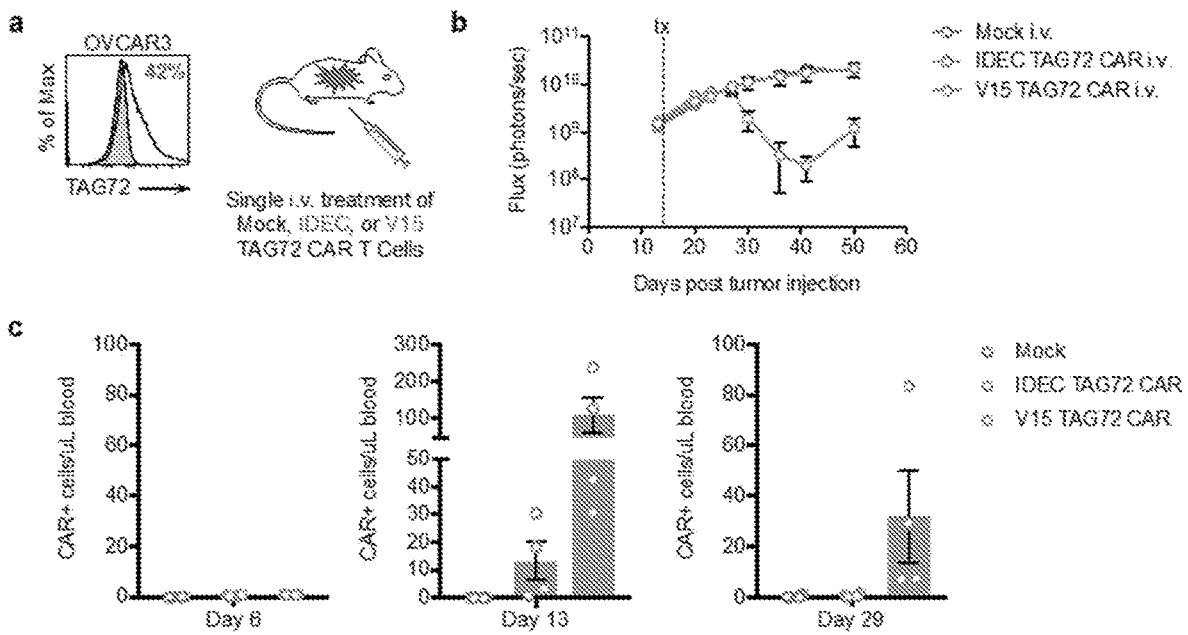 a
OVCAR3
42%
% of Max
TAG72
Single i.v. treatment of
Mock, IDEC, or V15
TAG72 CAR T Cells
b
tx
10¹¹
10¹⁰
10⁹
10⁸
10⁷
Flux (photons/sec)
0 10 20 30 40 50 60
Days post tumor injection
Mock i.v.
IDEC TAG72 CAR i.v.
V15 TAG72 CAR i.v.
c
CAR+ cells/uL blood
100
80
60
40
20
0
Day 6
CAR+ cells/uL blood
300
200
100
50
40
30
20
10
0
Day 13
CAR+ cells/uL blood
100
80
60
40
20
0
Day 29
Mock
IDEC TAG72 CAR
V15 TAG72 CAR